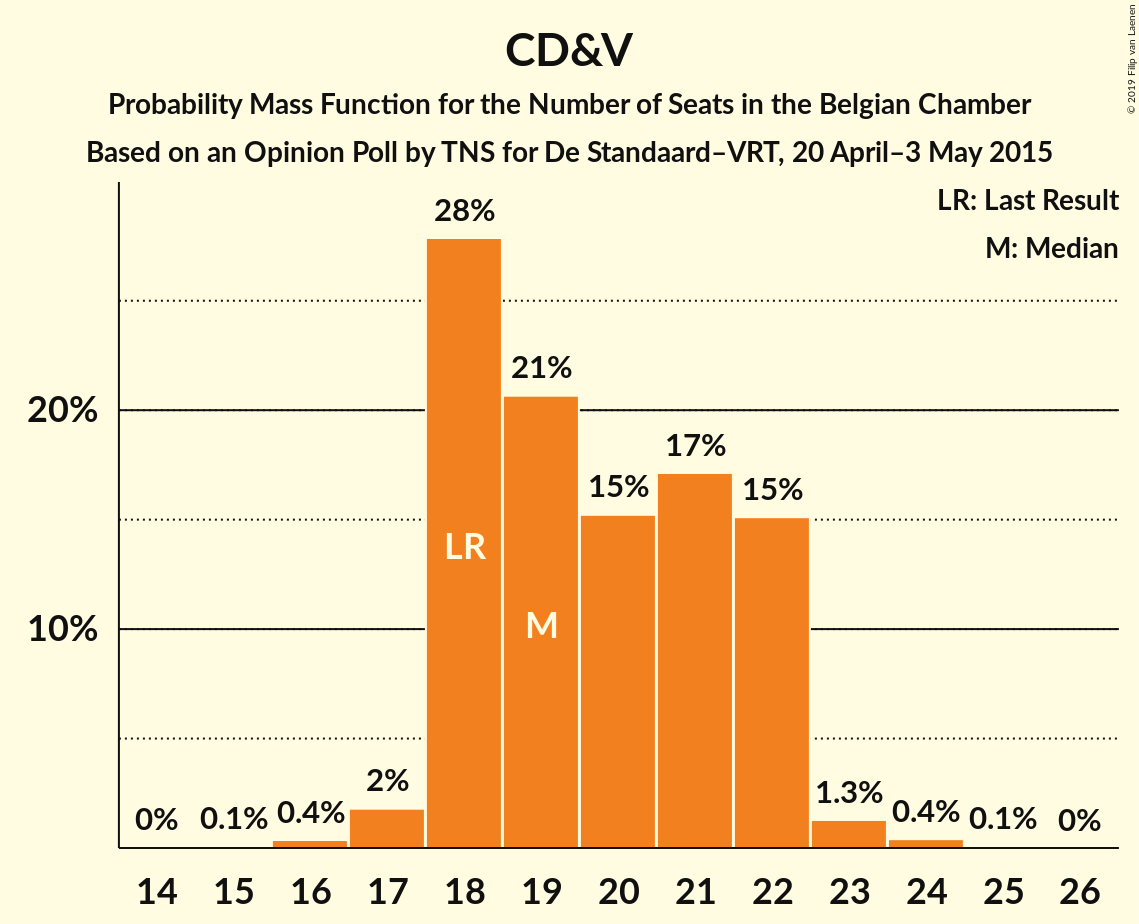 CD&V
Probability Mass Function for the Number of Seats in the Belgian Chamber
Based on an Opinion Poll by TNS for De Standaard–VRT, 20 April–3 May 2015
© 2019 Filip van Laenen
LR: Last Result
M: Median
28%
21%
20%
17%
15%
15%
LR
M
10%
2%
1.3%
0%
0.1%
0.4%
0.4%
0.1%
0%
14 15 16 17 18 19 20 21 22 23 24 25 26